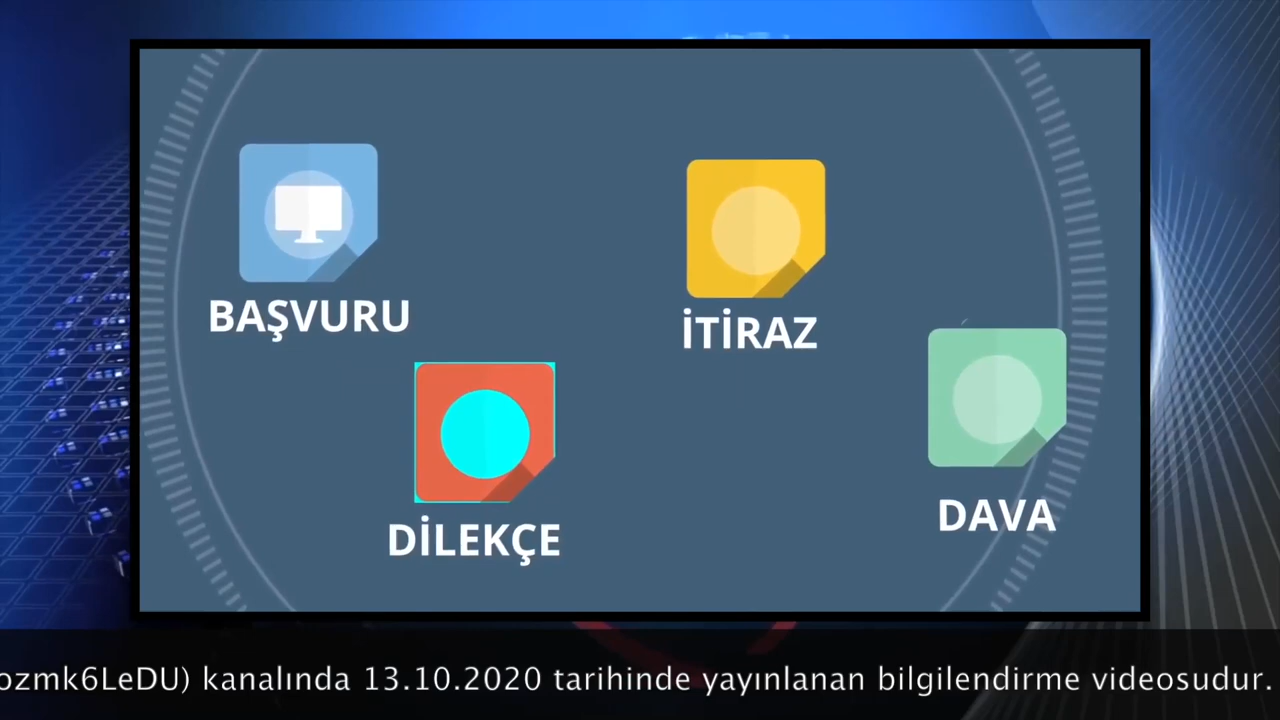 BAŞVURU
İTİRAZ
DİLEKÇE
DAVA
ozmk6LeDU) kanalında 13.10.2020 tarihinde yayınlanan bilgilendirme videosudur.